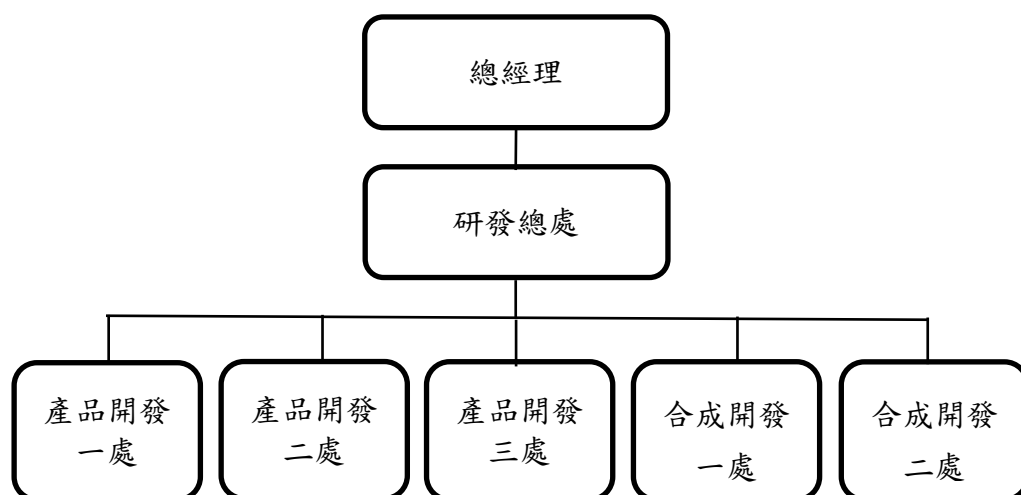 總經理
研發總處
產品開發
一處
產品開發
二處
產品開發
三處
合成開發
一處
合成開發
二處